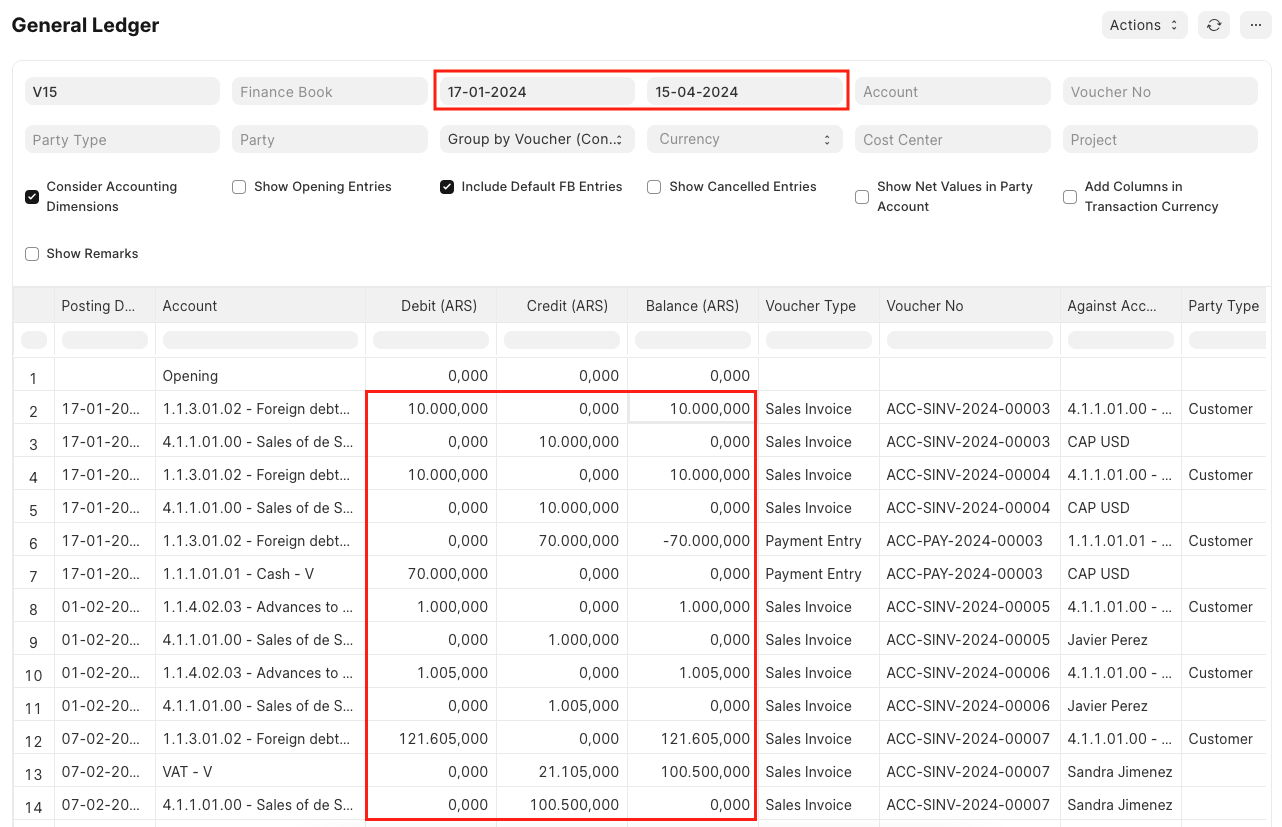 General Ledger
Actions
V15 Finance Book 17-01-2024 15-04-2024 Account Voucher No
Party Type Party Group by Voucher (Con... Currency Cost Center Project
Consider Accounting Dimensions Show Opening Entries Include Default FB Entries Show Cancelled Entries Show Net Values in Party Account Add Columns in Transaction Currency
Show Remarks
Posting D... Account Debit (ARS) Credit (ARS) Balance (ARS) Voucher Type Voucher No Against Acc... Party Type
1 Opening 0,000 0,000 0,000
2 17-01-20... 1.1.3.01.02 - Foreign debt... 10.000,000 0,000 10.000,000 Sales Invoice ACC-SINV-2024-00003 4.1.1.01.00 - ... Customer
3 17-01-20... 4.1.1.01.00 - Sales of de S... 0,000 10.000,000 0,000 Sales Invoice ACC-SINV-2024-00003 CAP USD
4 17-01-20... 1.1.3.01.02 - Foreign debt... 10.000,000 0,000 10.000,000 Sales Invoice ACC-SINV-2024-00004 4.1.1.01.00 - ... Customer
5 17-01-20... 4.1.1.01.00 - Sales of de S... 0,000 10.000,000 0,000 Sales Invoice ACC-SINV-2024-00004 CAP USD
6 17-01-20... 1.1.3.01.02 - Foreign debt... 0,000 70.000,000 -70.000,000 Payment Entry ACC-PAY-2024-00003 1.1.1.01.01 - ... Customer
7 17-01-20... 1.1.1.01.01 - Cash - V 70.000,000 0,000 0,000 Payment Entry ACC-PAY-2024-00003 CAP USD
8 01-02-20... 1.1.4.02.03 - Advances to ... 1.000,000 0,000 1.000,000 Sales Invoice ACC-SINV-2024-00005 4.1.1.01.00 - ... Customer
9 01-02-20... 4.1.1.01.00 - Sales of de S... 0,000 1.000,000 0,000 Sales Invoice ACC-SINV-2024-00005 Javier Perez
10 01-02-20... 1.1.4.02.03 - Advances to ... 1.005,000 0,000 1.005,000 Sales Invoice ACC-SINV-2024-00006 4.1.1.01.00 - ... Customer
11 01-02-20... 4.1.1.01.00 - Sales of de S... 0,000 1.005,000 0,000 Sales Invoice ACC-SINV-2024-00006 Javier Perez
12 07-02-20... 1.1.3.01.02 - Foreign debt... 121.605,000 0,000 121.605,000 Sales Invoice ACC-SINV-2024-00007 4.1.1.01.00 - ... Customer
13 07-02-20... VAT - V 0,000 21.105,000 100.500,000 Sales Invoice ACC-SINV-2024-00007 Sandra Jimenez
14 07-02-20... 4.1.1.01.00 - Sales of de S... 0,000 100.500,000 0,000 Sales Invoice ACC-SINV-2024-00007 Sandra Jimenez